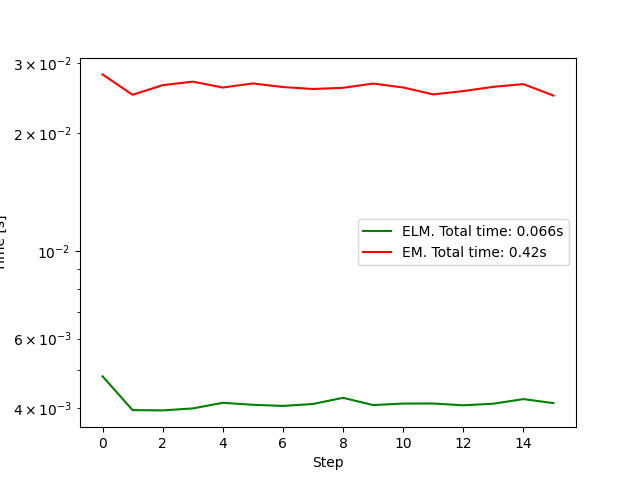 3 × 10⁻²
2 × 10⁻²
10⁻²
6 × 10⁻³
4 × 10⁻³
ELM. Total time: 0.066s
EM. Total time: 0.42s
0 2 4 6 8 10 12 14
Step